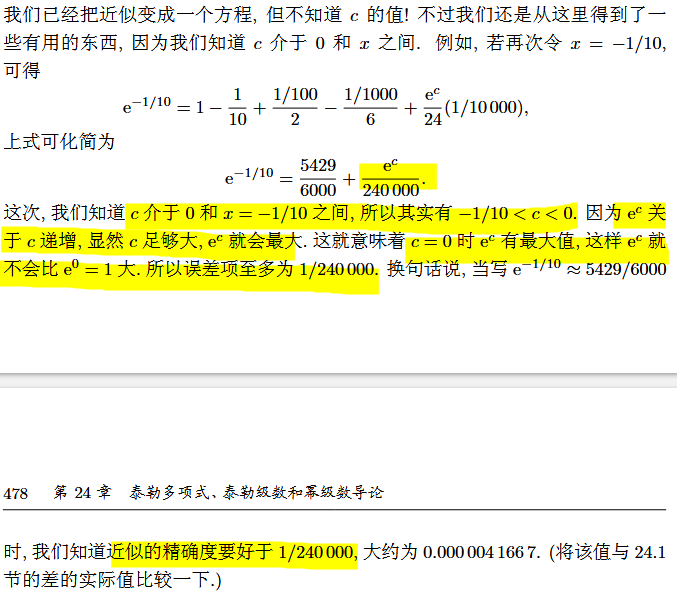 我们已经把近似变成一个方程, 但不知道 c 的值! 不过我们还是从这里得到了一
些有用的东西, 因为我们知道 c 介于 0 和 x 之间. 例如, 若再次令 x = −1/10,
可得
e^{−1/10} = 1 − \frac{1}{10} + \frac{1/100}{2} − \frac{1/1000}{6} + \frac{e^c}{24}(1/10 000),
上式可化简为
e^{−1/10} = \frac{5429}{6000} + \frac{e^c}{240 000}.
这次, 我们知道 c 介于 0 和 x = −1/10 之间, 所以其实有 −1/10 < c < 0. 因为 e^c 关
于 c 递增, 显然 c 足够大, e^c 就会最大. 这就意味着 c = 0 时 e^c 有最大值, 这样 e^c 就
不会比 e^0 = 1 大. 所以误差项至多为 1/240 000. 换句话说, 当写 e^{−1/10} ≈ 5429/6000
478 第 24 章 泰勒多项式、泰勒级数和幂级数导论
时, 我们知道近似的精确度要好于 1/240 000, 大约为 0.000 004 166 7. (将该值与 24.1
节的差的实际值比较一下.)